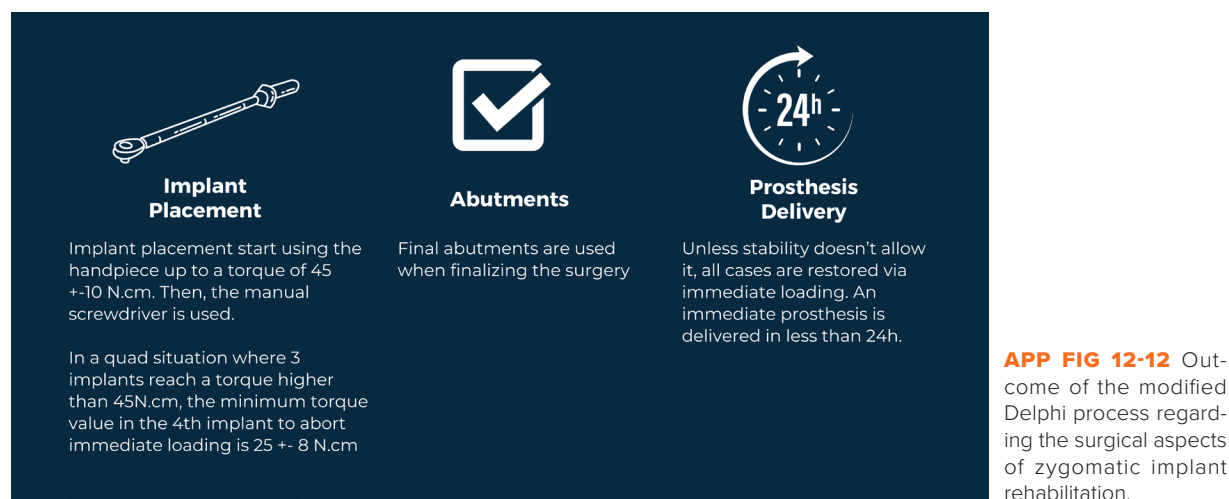 Implant
Placement
Implant placement start using the
handpiece up to a torque of 45
+-10 N.cm. Then, the manual
screwdriver is used.
In a quad situation where 3
implants reach a torque higher
than 45N.cm, the minimum torque
value in the 4th implant to abort
immediate loading is 25 +- 8 N.cm
Abutments
Final abutments are used
when finalizing the surgery
24h
Prosthesis
Delivery
Unless stability doesn’t allow
it, all cases are restored via
immediate loading. An
immediate prosthesis is
delivered in less than 24h.
APP FIG 12-12 Out-
come of the modified
Delphi process regard-
ing the surgical aspects
of zygomatic implant
rehabilitation.